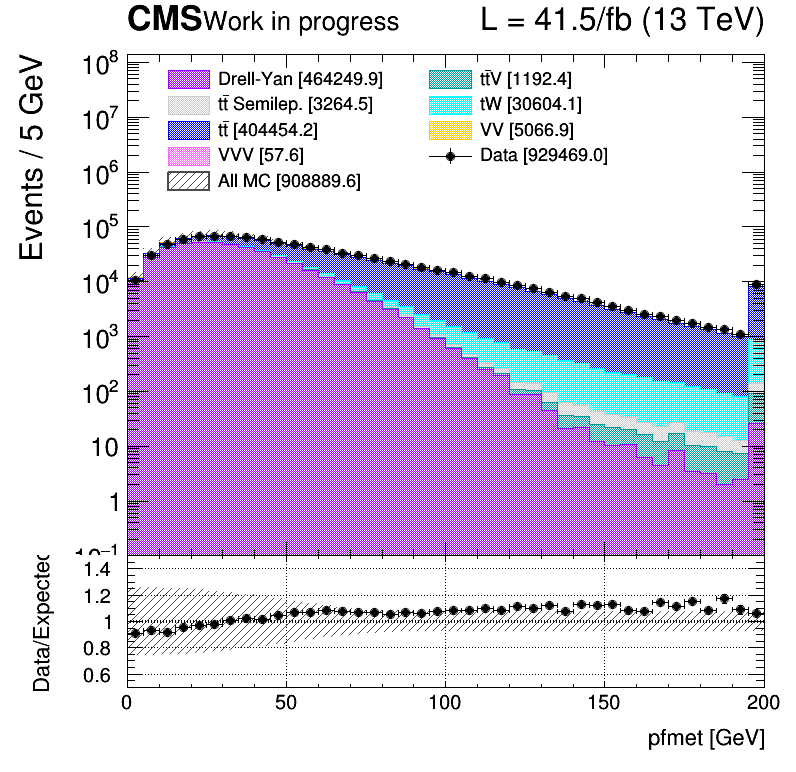 CMS Work in progress L = 41.5/fb (13 TeV)
Events / 5 GeV
Drell-Yan [464249.9] tt̄V [1192.4]
tt̄ Semilep. [3264.5] tW [30604.1]
tt̄ [404454.2] VV [5066.9]
VVV [57.6] Data [929469.0]
All MC [908889.6]
10⁸
10⁷
10⁶
10⁵
10⁴
10³
10²
10
1
10⁻¹
Data/Expected
1.4
1.2
1
0.8
0.6
0 50 100 150 200
pfmet [GeV]